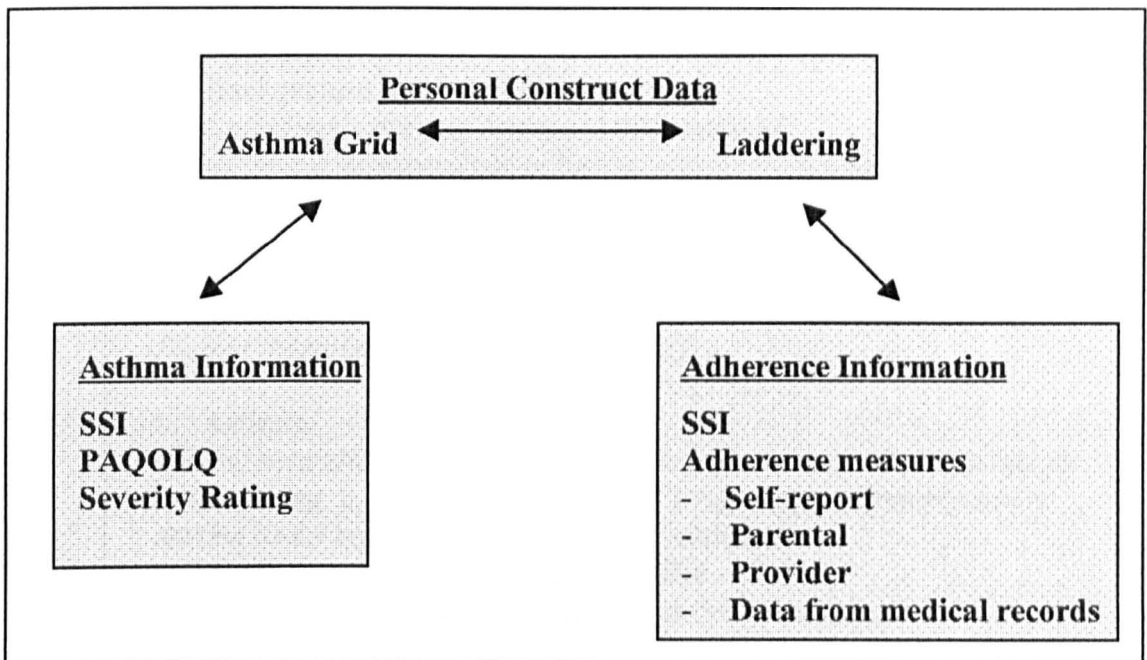 Personal Construct Data
Asthma Grid Laddering
Asthma Information
SSI
PAQOLQ
Severity Rating
Adherence Information
SSI
Adherence measures
- Self-report
- Parental
- Provider
- Data from medical records